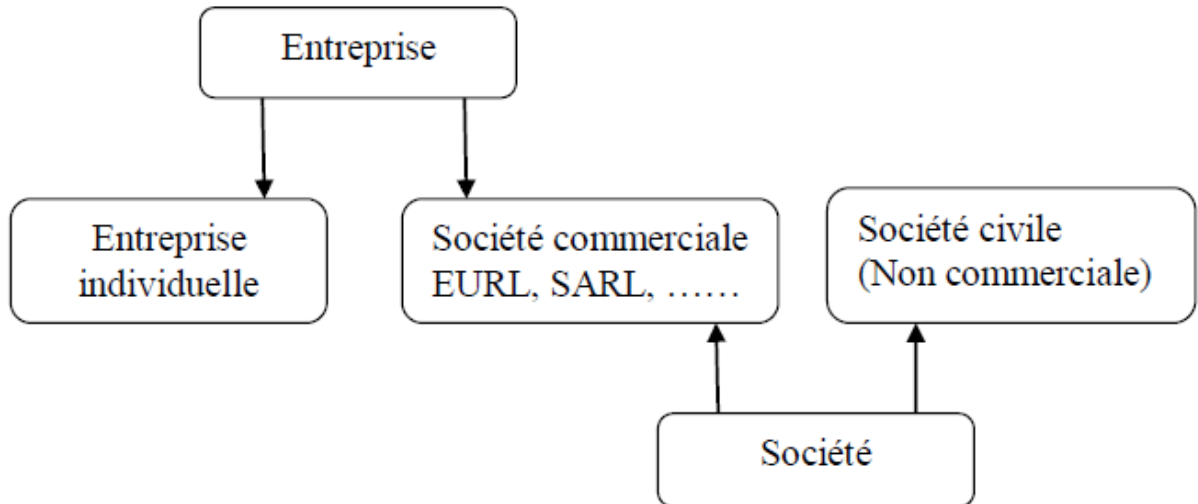 Entreprise
Entreprise
individuelle
Société commerciale
EURL, SARL, ……
Société civile
(Non commerciale)
Société